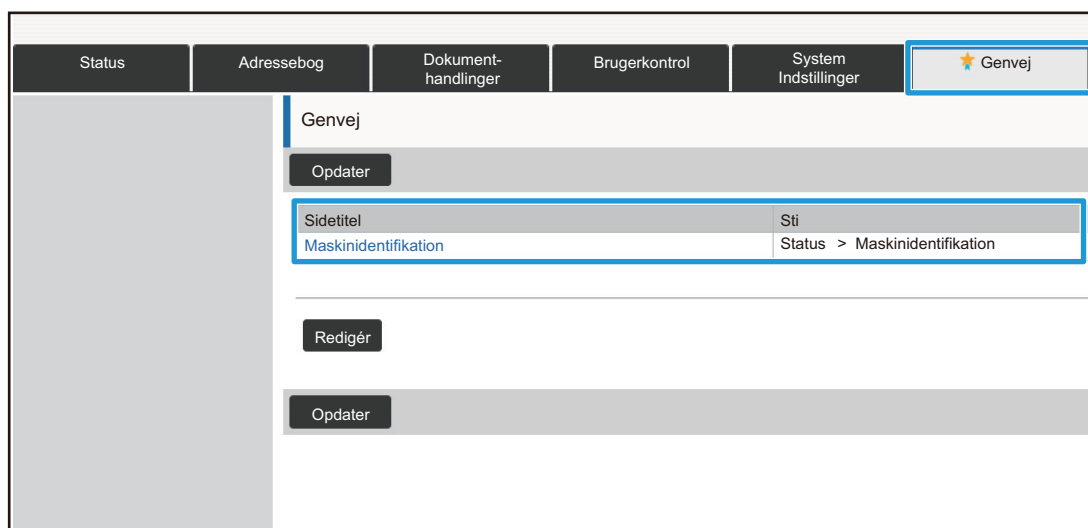 Status
Adressebog
Dokument-
handlinger
Brugerkontrol
System
Indstillinger
Genvej
Genvej
Opdater
Sidetitel Sti
Maskinidentifikation Status > Maskinidentifikation
Redigér
Opdater